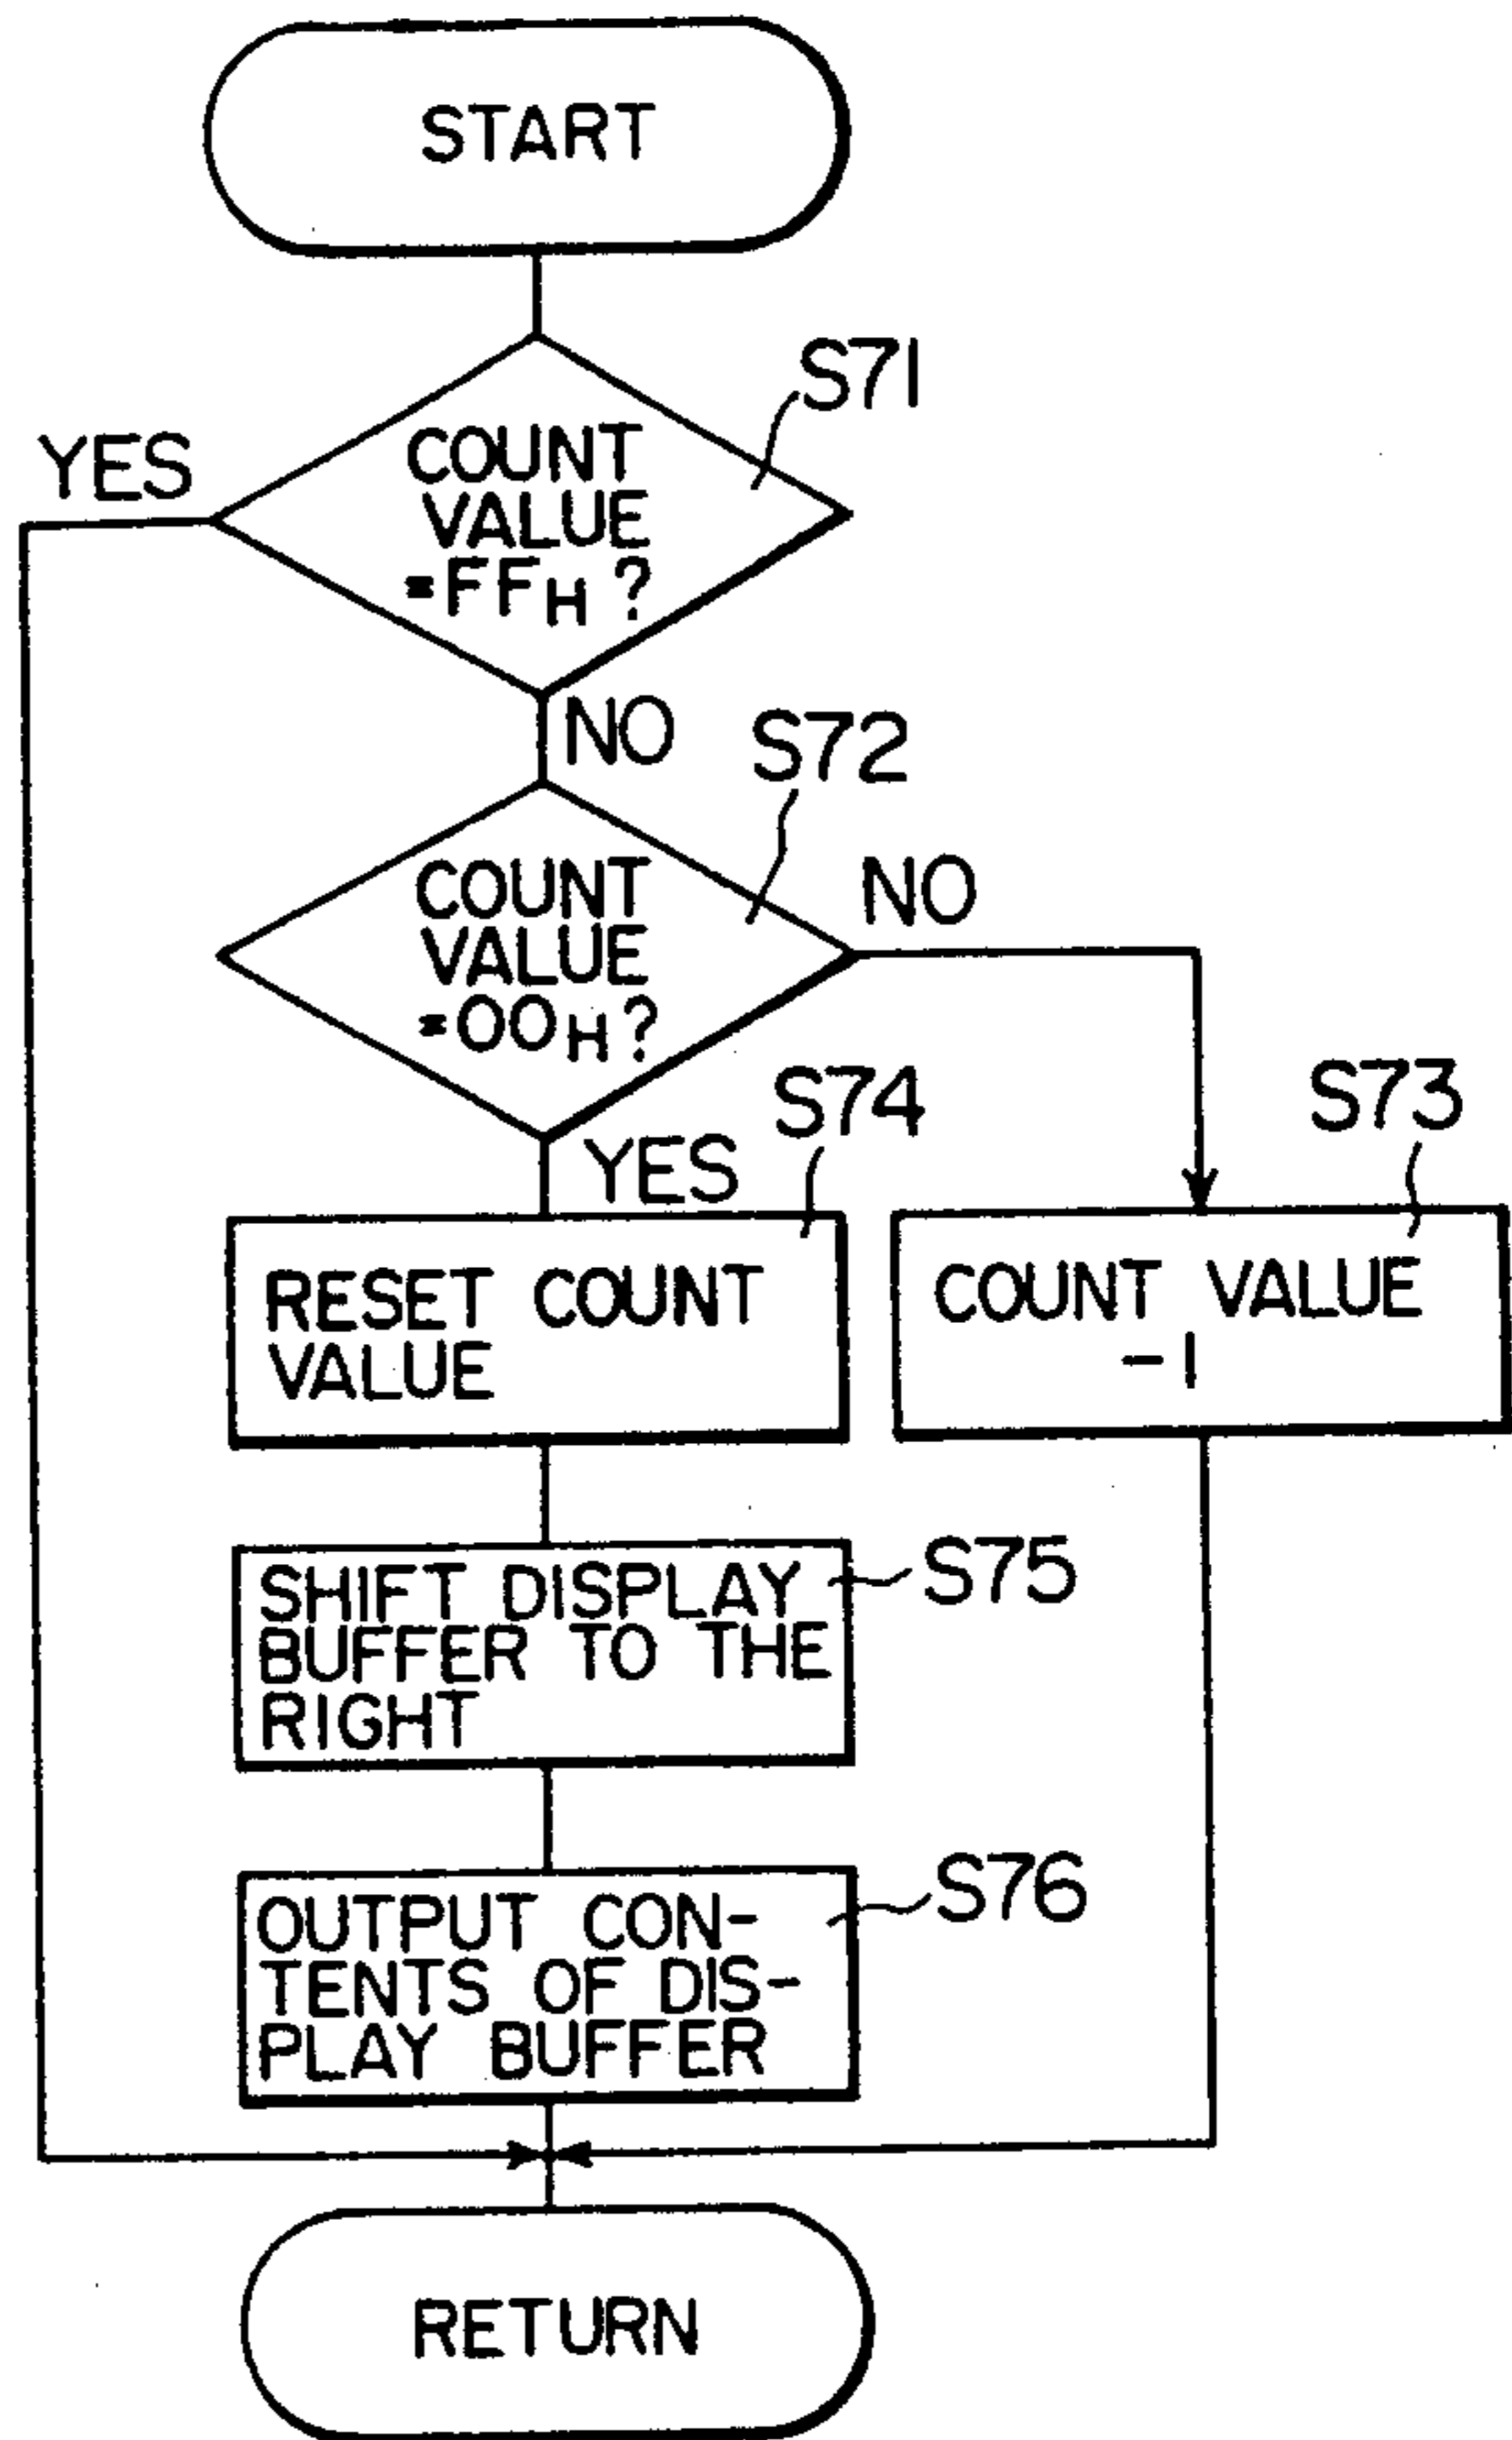 START
S71
YES
COUNT
VALUE
=FFH?
NO
S72
COUNT
VALUE
=00H?
NO
S74
S73
YES
RESET COUNT
VALUE
COUNT VALUE
-1
SHIFT DISPLAY
BUFFER TO THE
RIGHT
S75
OUTPUT CON-
TENTS OF DIS-
PLAY BUFFER
S76
RETURN